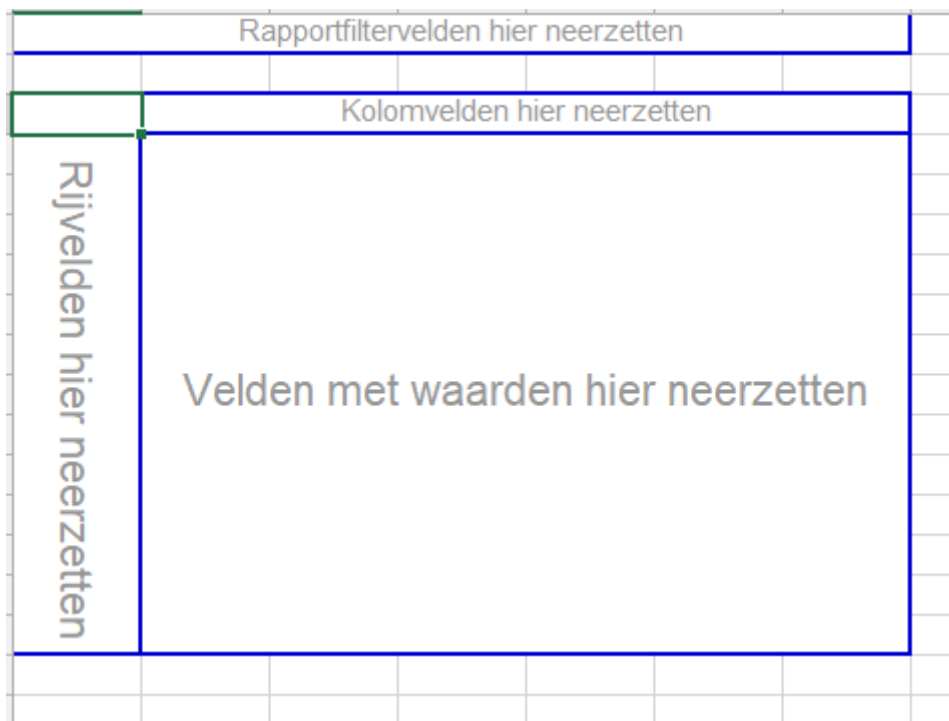 Rapportfiltervelden hier neerzetten
Kolomvelden hier neerzetten
Rijvelden hier neerzetten
Velden met waarden hier neerzetten